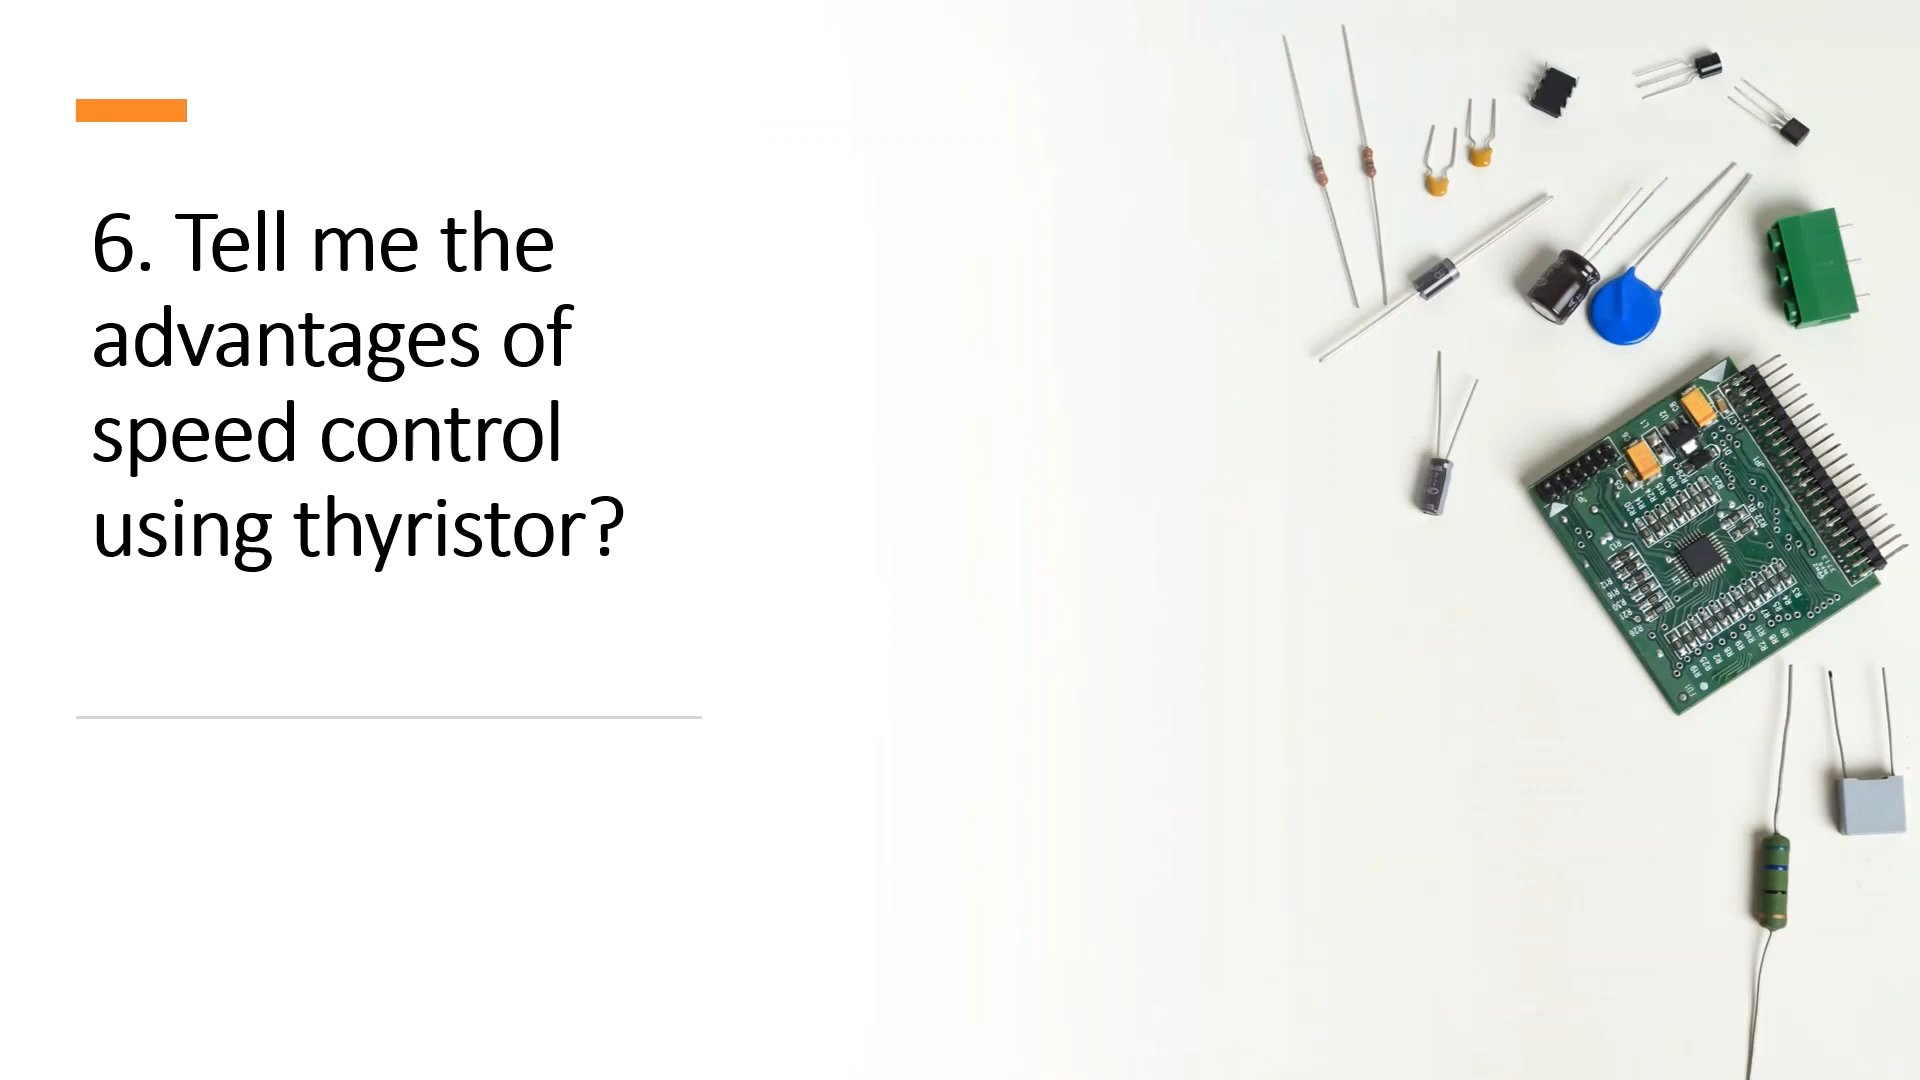 6. Tell me the
advantages of
speed control
using thyristor?